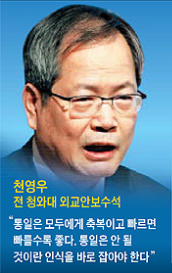 천영우
전 청와대 외교안보수석
“통일은 모두에게 축복이고 빠르면
빠를수록 좋다. 통일은 안 될
것이란 인식을 바로 잡아야 한다”